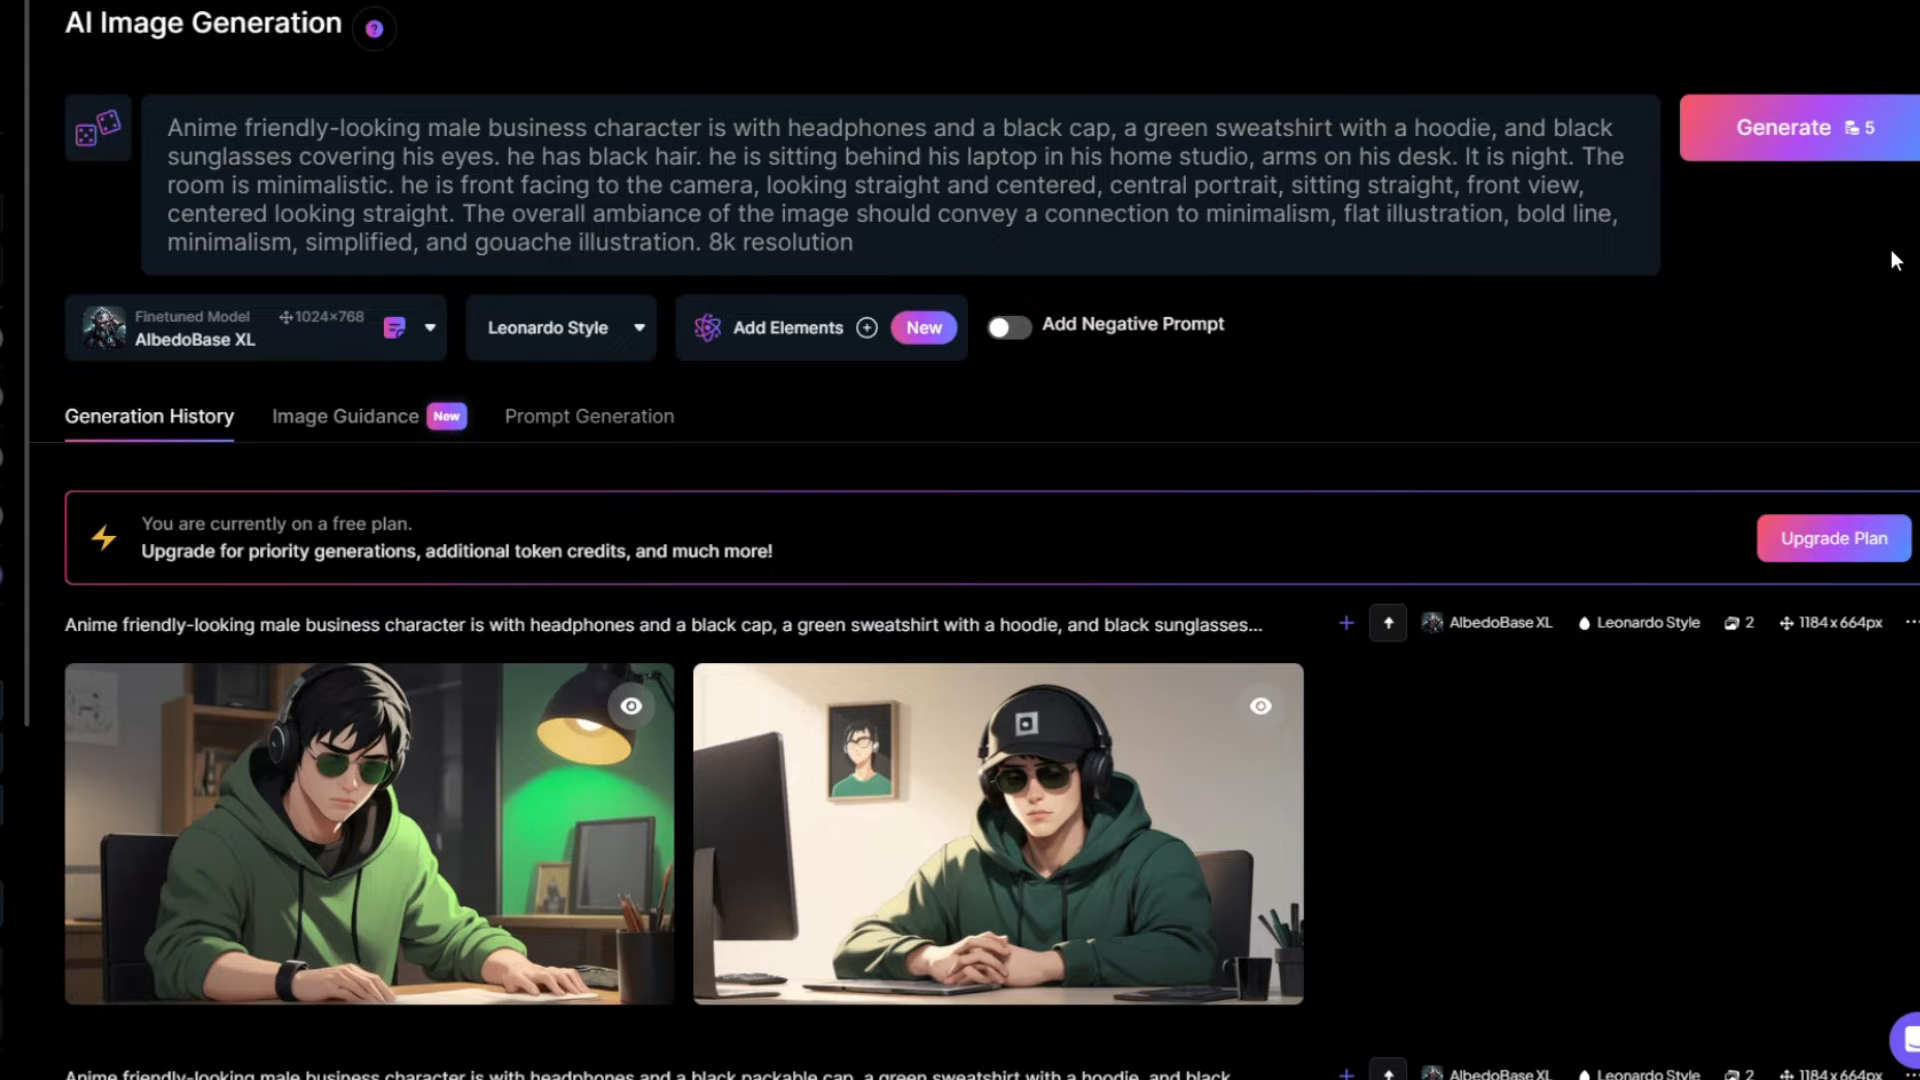 AI Image Generation
?
Anime friendly-looking male business character is with headphones and a black cap, a green sweatshirt with a hoodie, and black
sunglasses covering his eyes. he has black hair. he is sitting behind his laptop in his home studio, arms on his desk. It is night. The
room is minimalistic. he is front facing to the camera, looking straight and centered, central portrait, sitting straight, front view,
centered looking straight. The overall ambiance of the image should convey a connection to minimalism, flat illustration, bold line,
minimalism, simplified, and gouache illustration. 8k resolution
Generate 5
Finetuned Model 1024×768
AlbedoBase XL
Leonardo Style
Add Elements New
Add Negative Prompt
Generation History
Image Guidance New
Prompt Generation
You are currently on a free plan.
Upgrade for priority generations, additional token credits, and much more!
Upgrade Plan
Anime friendly-looking male business character is with headphones and a black cap, a green sweatshirt with a hoodie, and black sunglasses...
AlbedoBase XL Leonardo Style 2 1184 x 664px
Anime friendly-looking male business character is with headphones and a black packable cap, a green sweatshirt with a hoodie, and black
AlbedoBase XL Leonardo Style 2 1184 x 664px